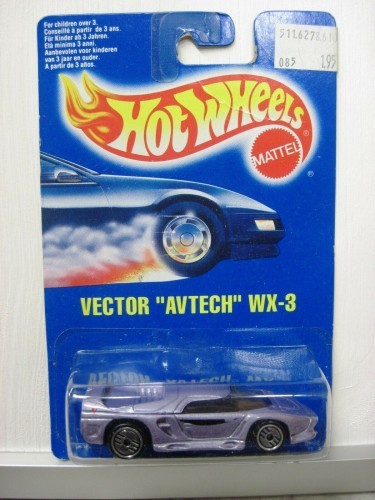 For children over 3.
Conseillé à partir de 3 ans.
Für Kinder ab 3 Jahren.
Età minima 3 anni.
Aanbevolen voor kinderen
van 3 jaar en ouder.
A partir de 3 años.
085 1.95
HOT WHEELS
MATTEL
®
VECTOR "AVTECH" WX-3